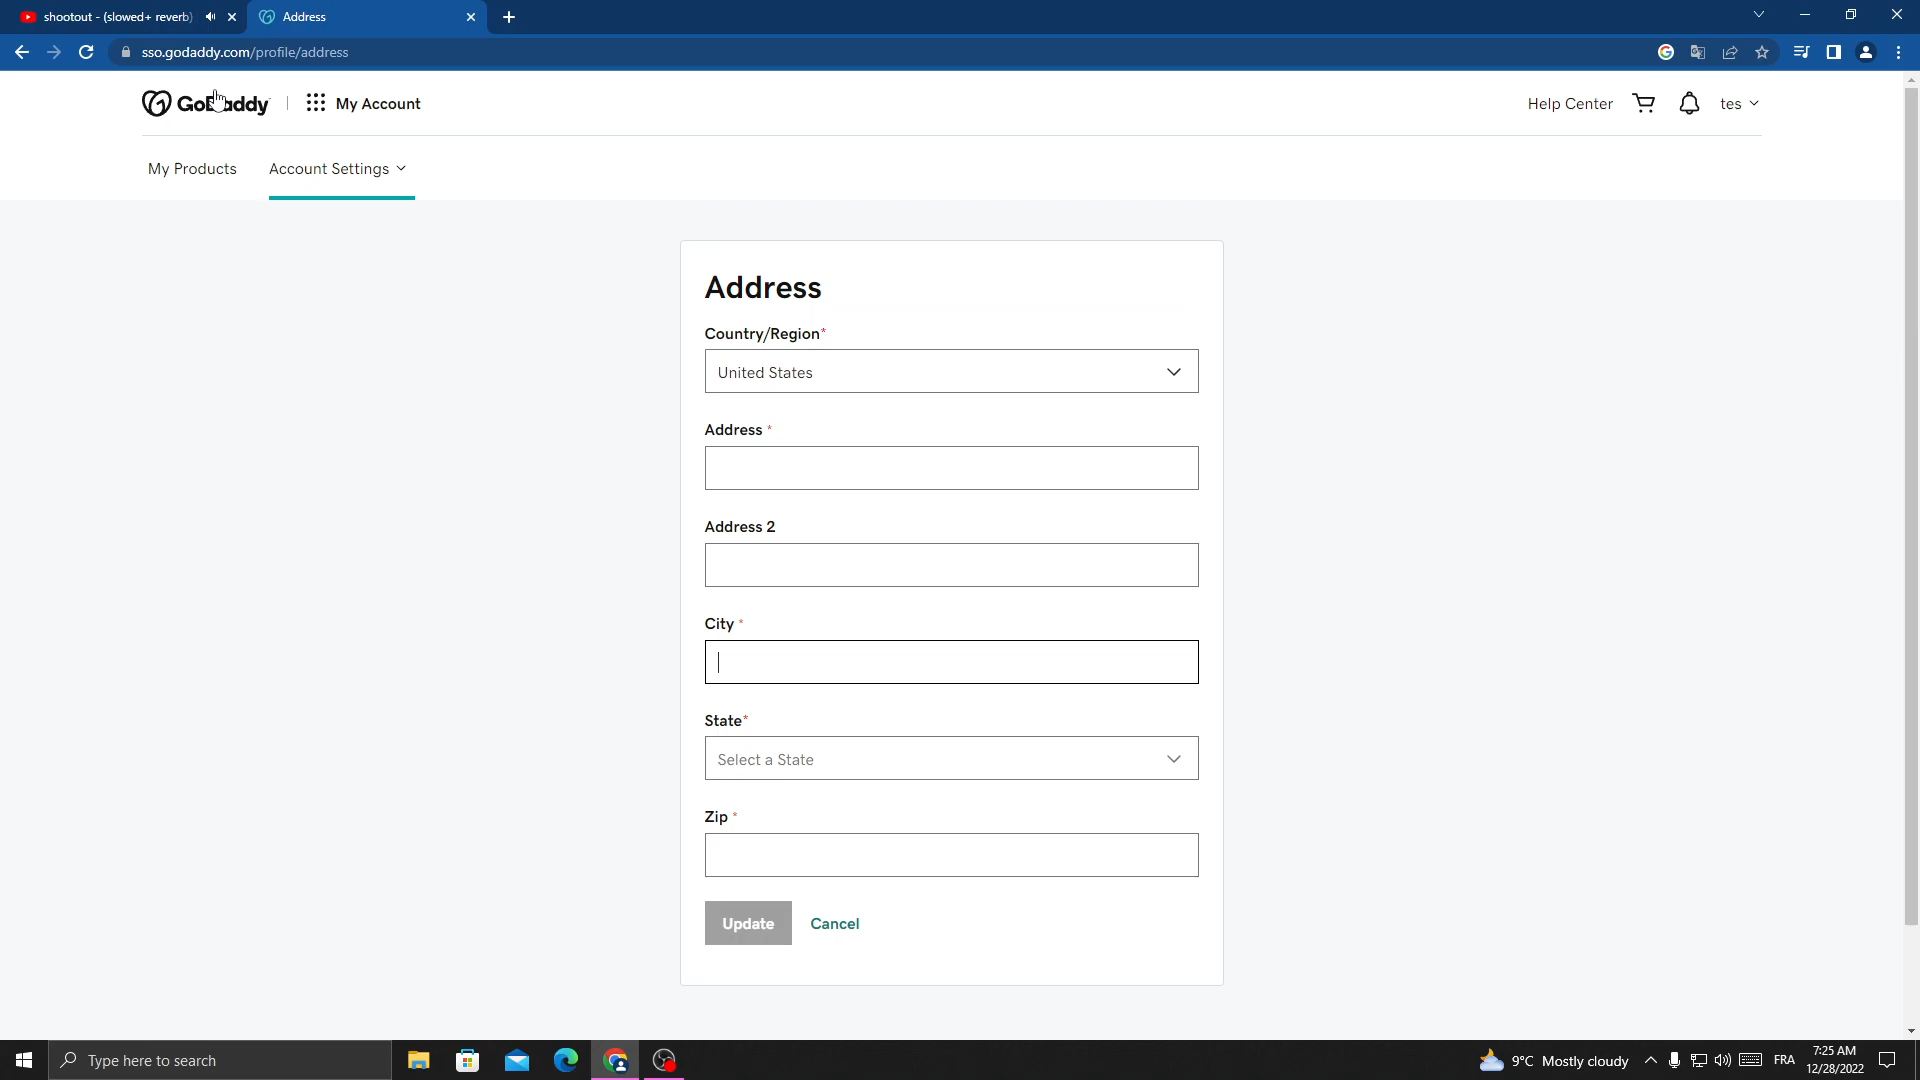 shootout - (slowed+ reverb)
Address
sso.godaddy.com/profile/address
GoDaddy
My Account
Help Center
tes
My Products
Account Settings
Address
Country/Region*
United States
Address *
Address 2
City *
State*
Select a State
Zip *
Update
Cancel
Type here to search
9°C Mostly cloudy
FRA
7:25 AM
12/28/2022